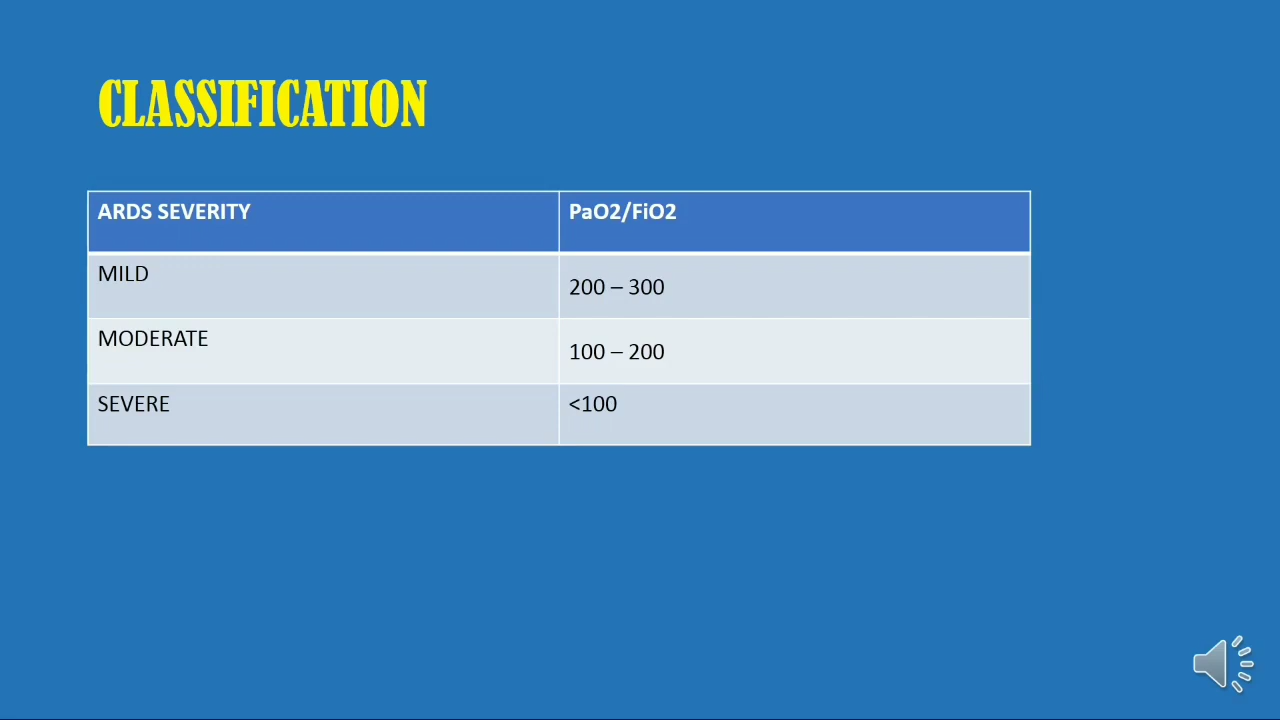 CLASSIFICATION
ARDS SEVERITY PaO2/FiO2
MILD 200 – 300
MODERATE 100 – 200
SEVERE <100